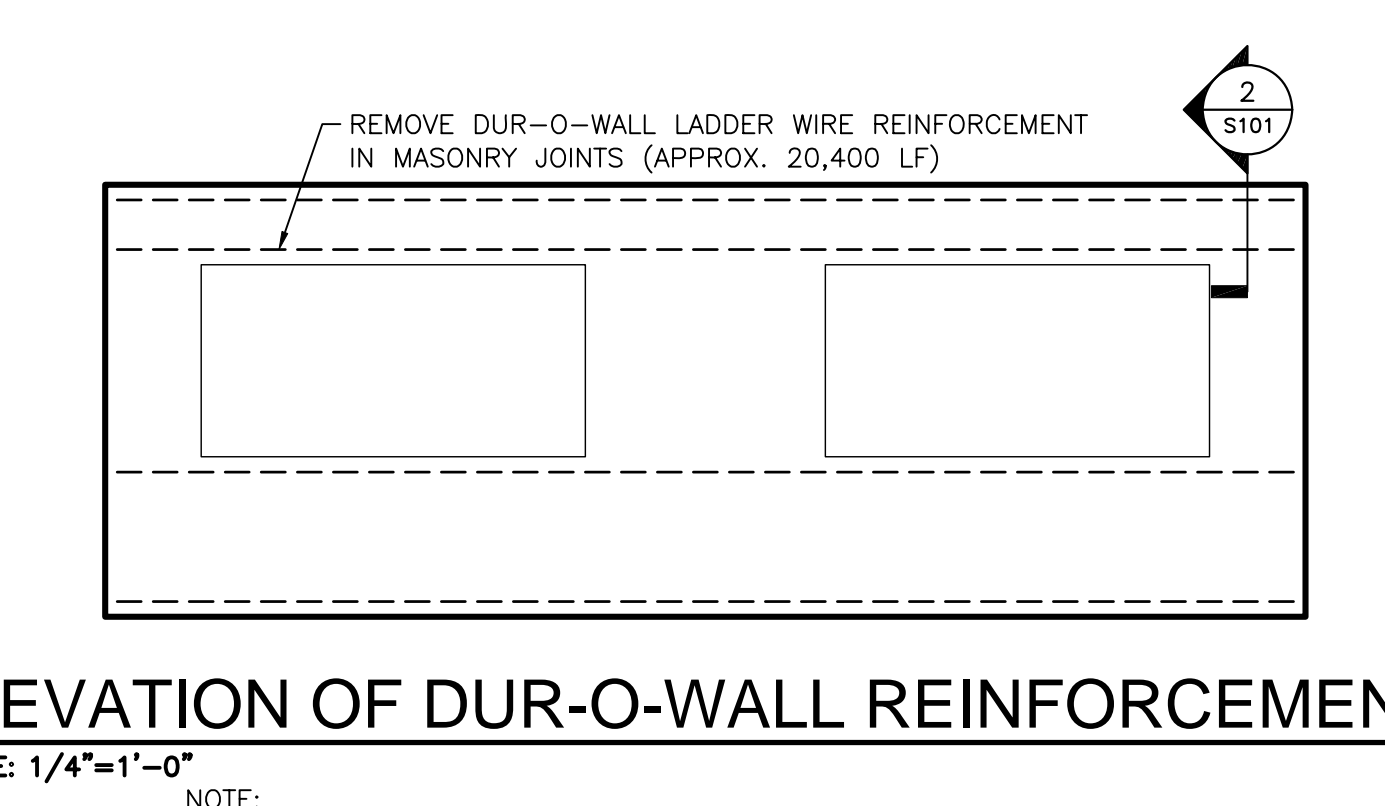 2
S101
REMOVE DUR-O-WALL LADDER WIRE REINFORCEMENT
IN MASONRY JOINTS (APPROX. 20,400 LF)
EVATION OF DUR-O-WALL REINFORCEMEN
E: 1/4"=1'-0"
NOTE: